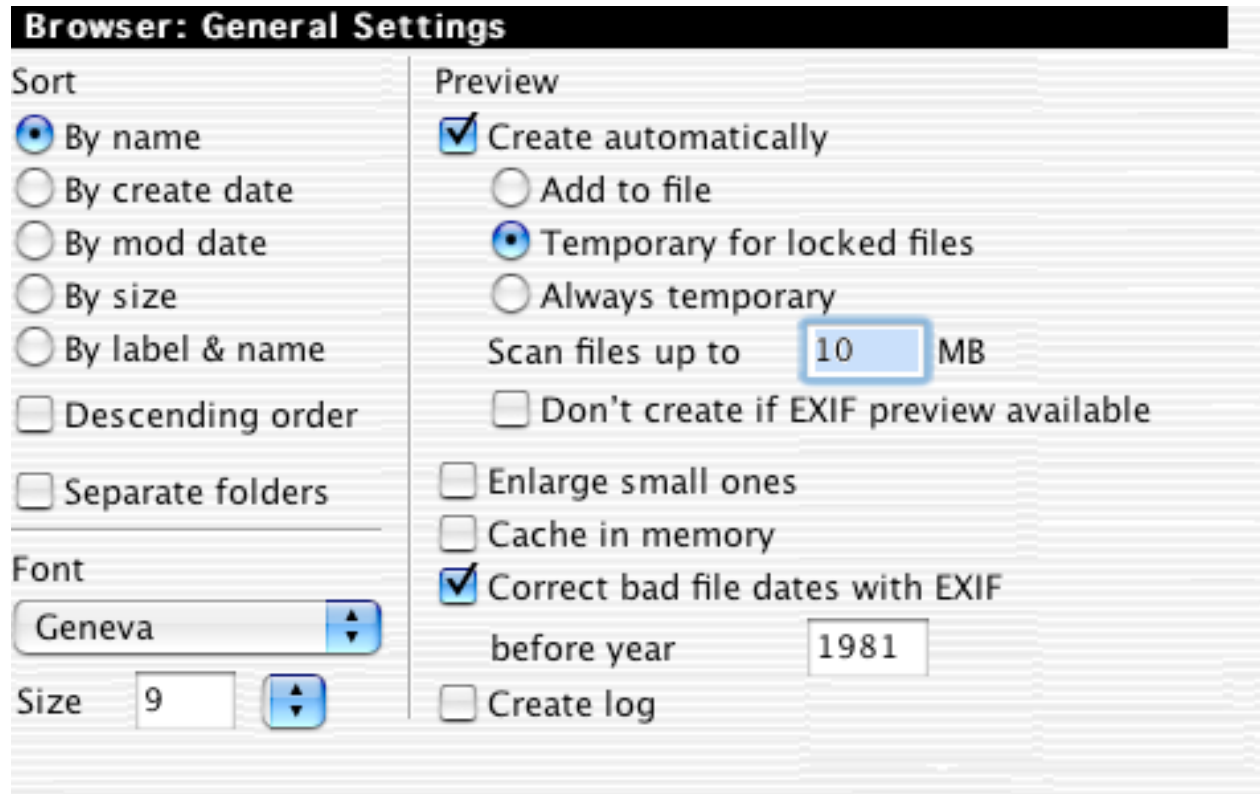 Browser: General Settings
Sort
By name
By create date
By mod date
By size
By label & name
Descending order
Separate folders
Font
Geneva
Size 9
Preview
Create automatically
Add to file
Temporary for locked files
Always temporary
Scan files up to 10 MB
Don't create if EXIF preview available
Enlarge small ones
Cache in memory
Correct bad file dates with EXIF
before year 1981
Create log